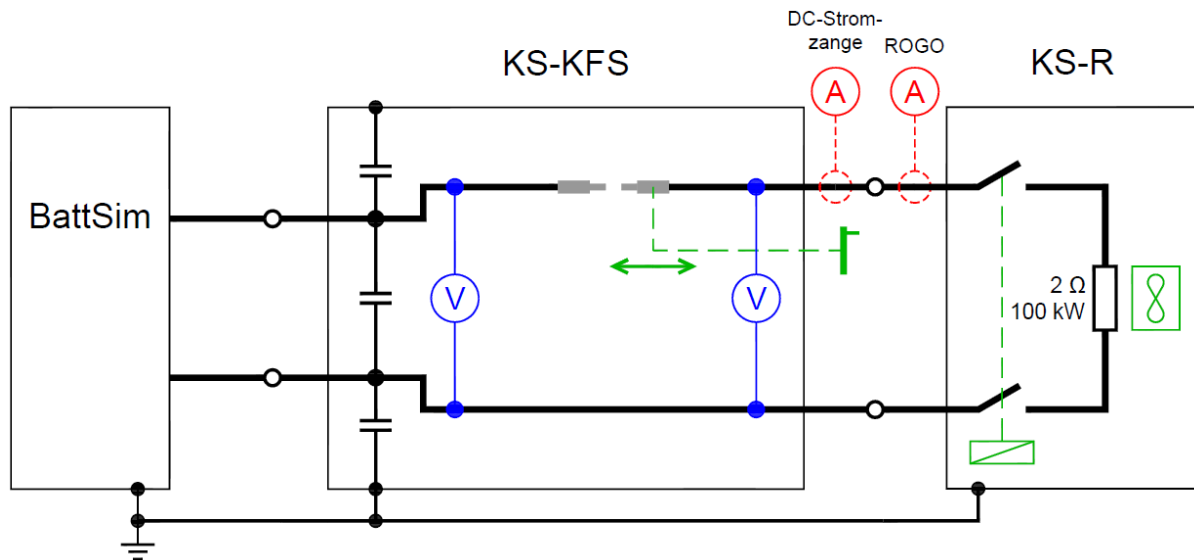 DC-Strom-
zange
ROGO
KS-KFS
KS-R
A
A
BattSim
V
V
2 Ω
100 kW